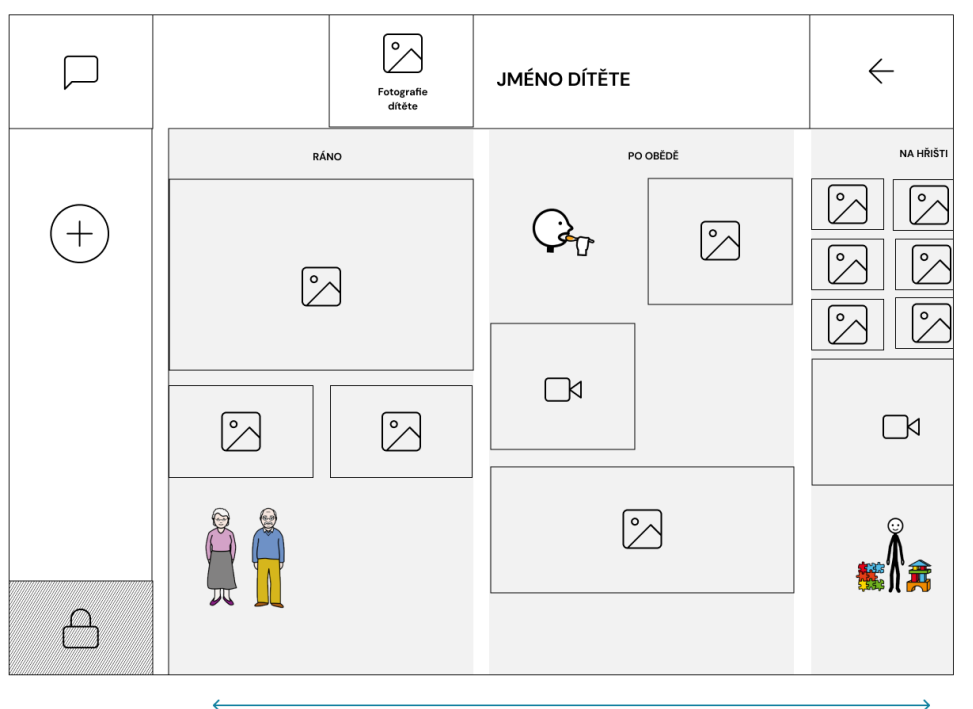 Fotografie
dítěte
JMÉNO DÍTĚTE
RÁNO
PO OBĚDĚ
NA HŘIŠTI